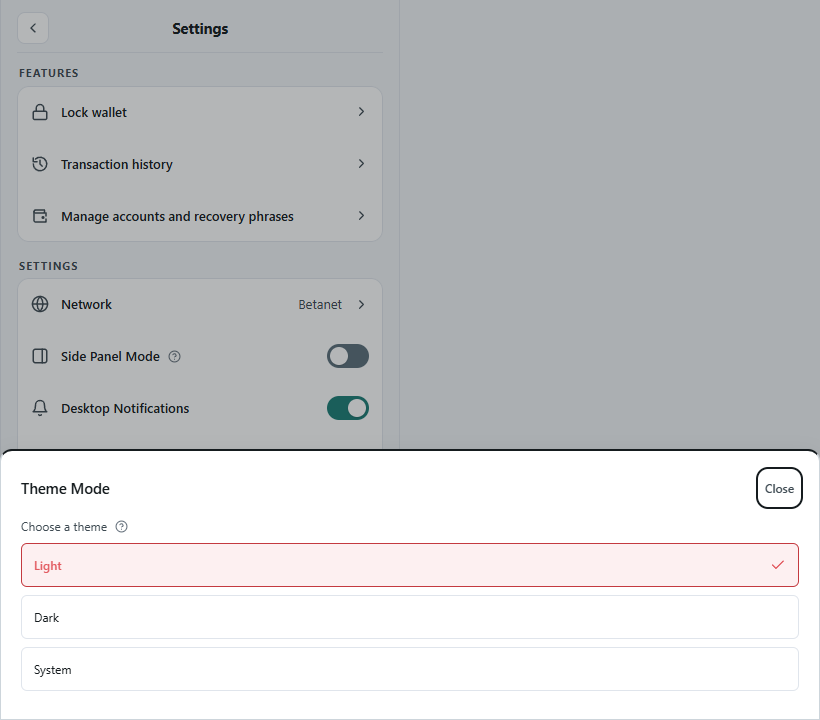 Settings
FEATURES
Lock wallet
Transaction history
Manage accounts and recovery phrases
SETTINGS
Network Betanet
Side Panel Mode
Desktop Notifications
Theme Mode Close
Choose a theme
Light
Dark
System